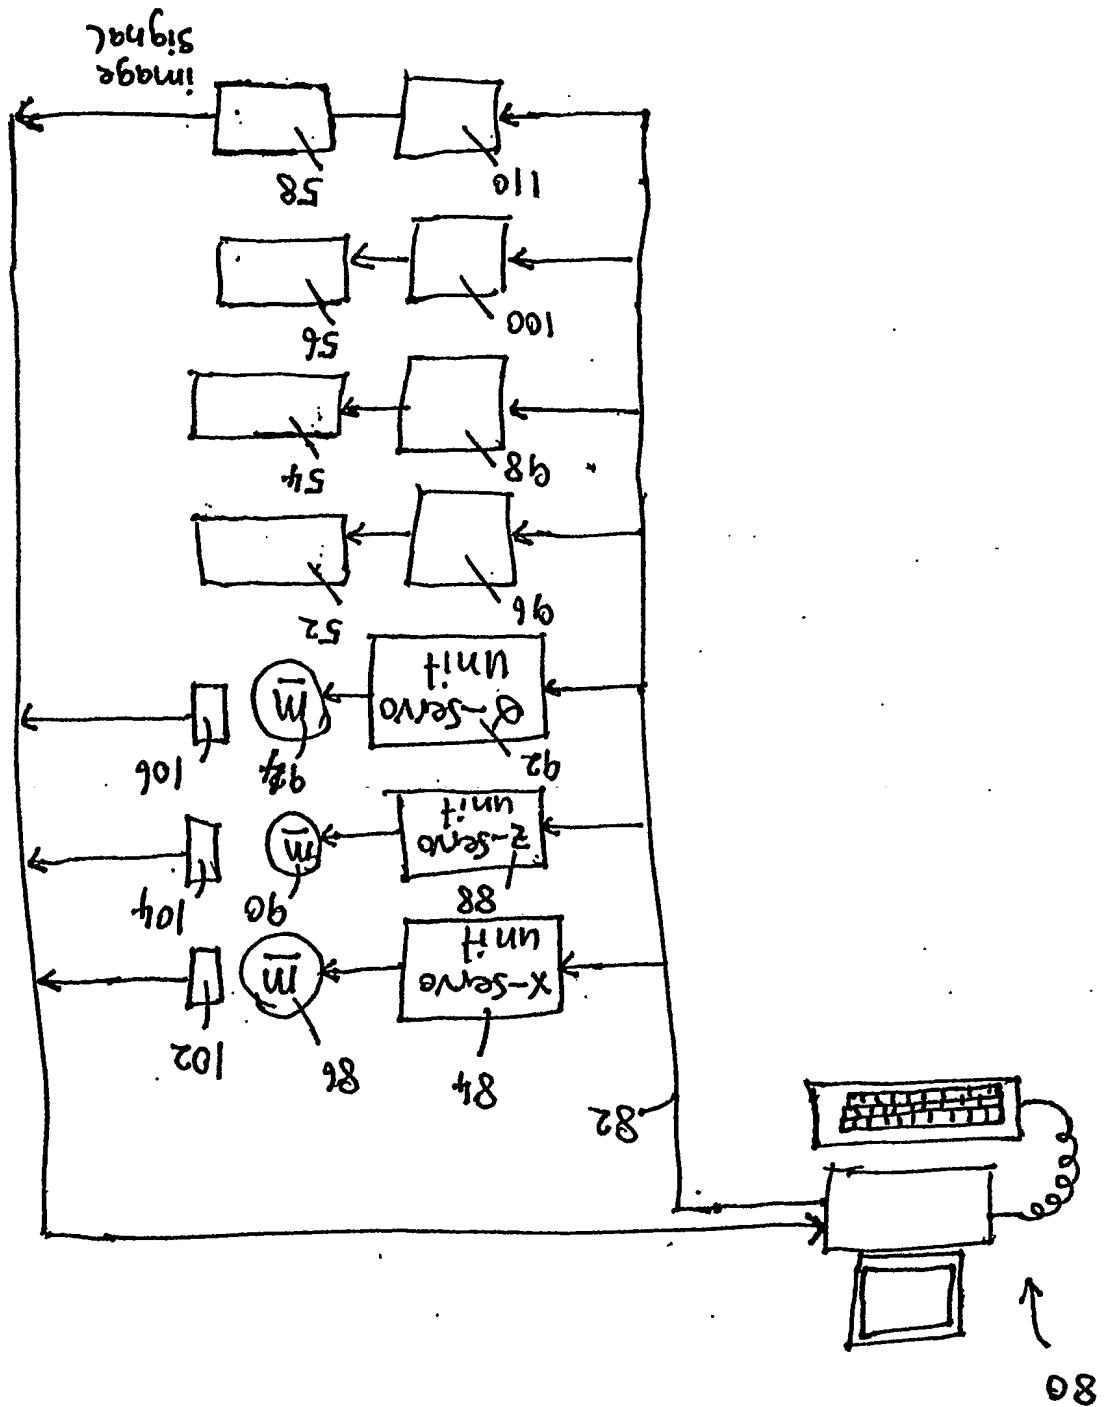 80
82
84 86 102
X-servo M
unit
88 90 104
z-servo M
unit
92 94 106
θ-servo M
unit
96 52
98 54
100 56
110 58
image
signal